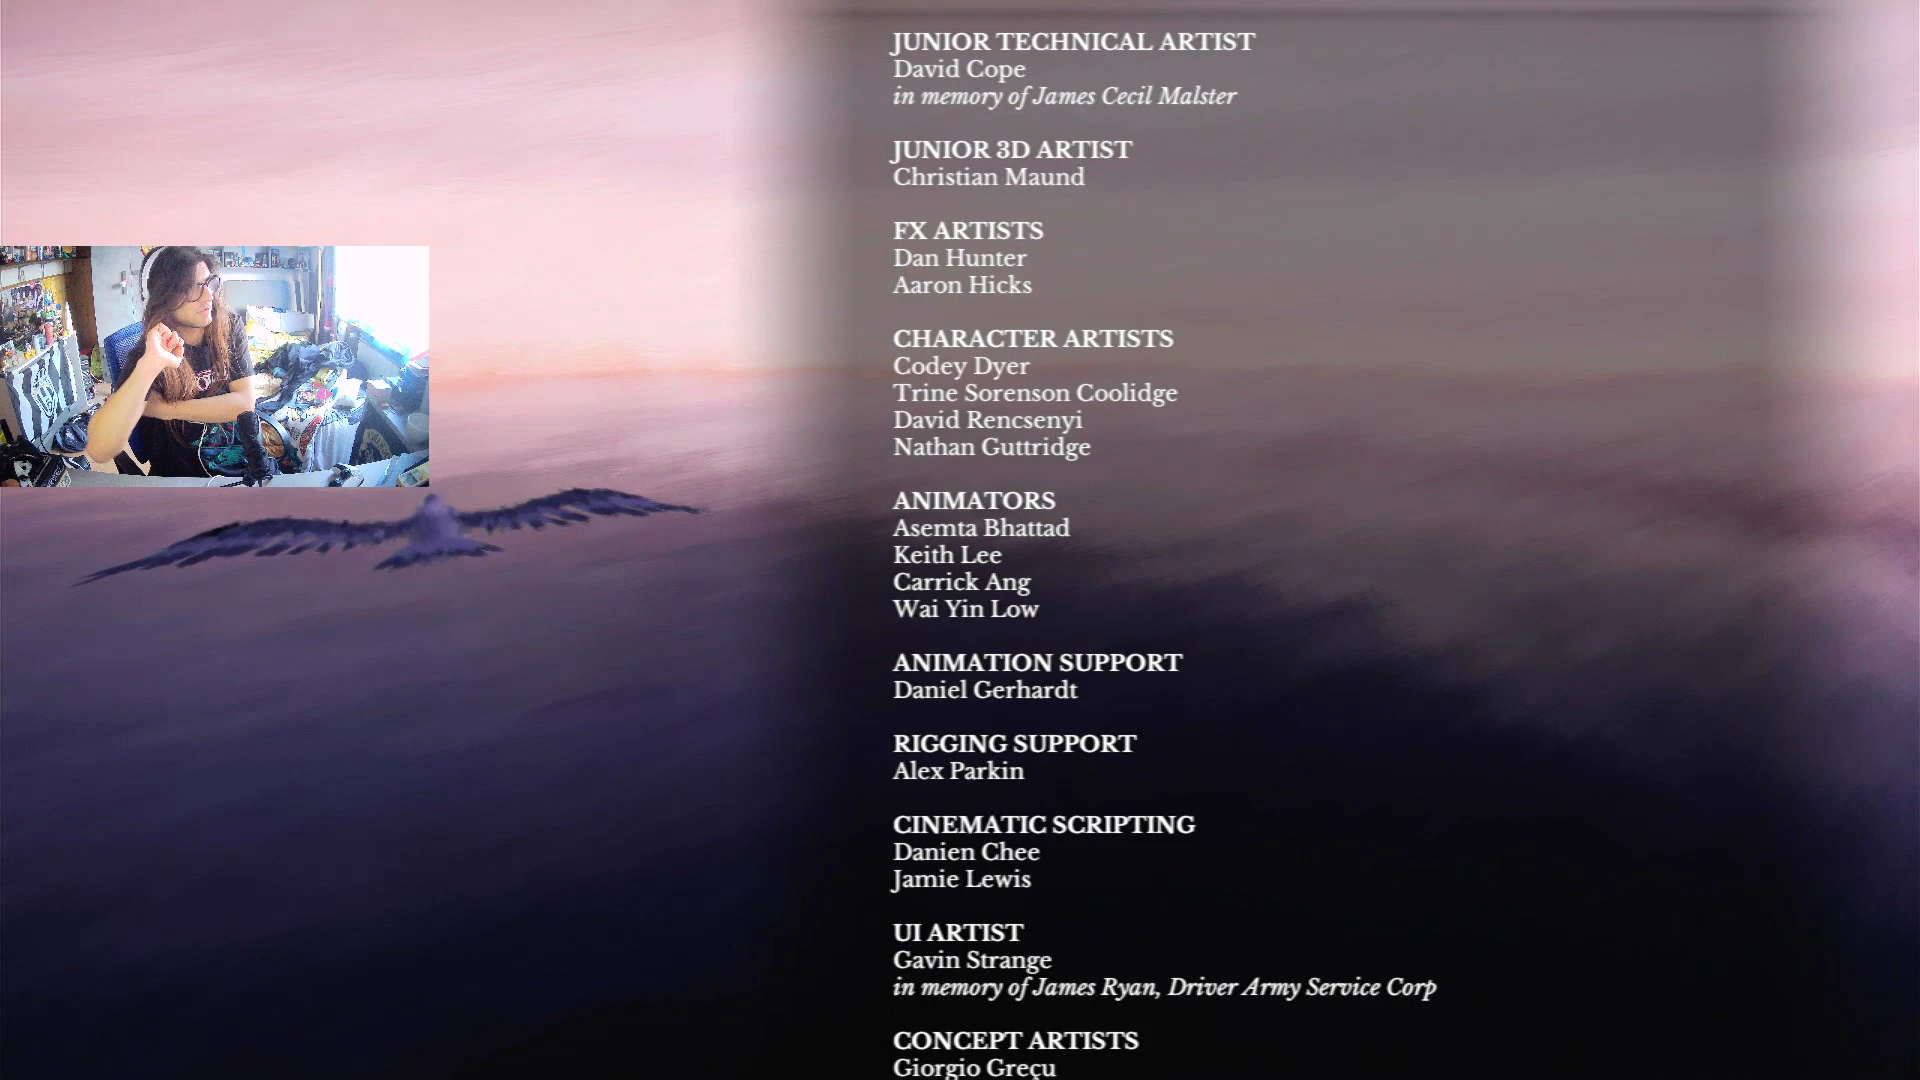 JUNIOR TECHNICAL ARTIST
David Cope
in memory of James Cecil Malster
JUNIOR 3D ARTIST
Christian Maund
FX ARTISTS
Dan Hunter
Aaron Hicks
CHARACTER ARTISTS
Codey Dyer
Trine Sorenson Coolidge
David Rencsenyi
Nathan Guttridge
ANIMATORS
Asemta Bhattad
Keith Lee
Carrick Ang
Wai Yin Low
ANIMATION SUPPORT
Daniel Gerhardt
RIGGING SUPPORT
Alex Parkin
CINEMATIC SCRIPTING
Danien Chee
Jamie Lewis
UI ARTIST
Gavin Strange
in memory of James Ryan, Driver Army Service Corp
CONCEPT ARTISTS
Giorgio Greçu